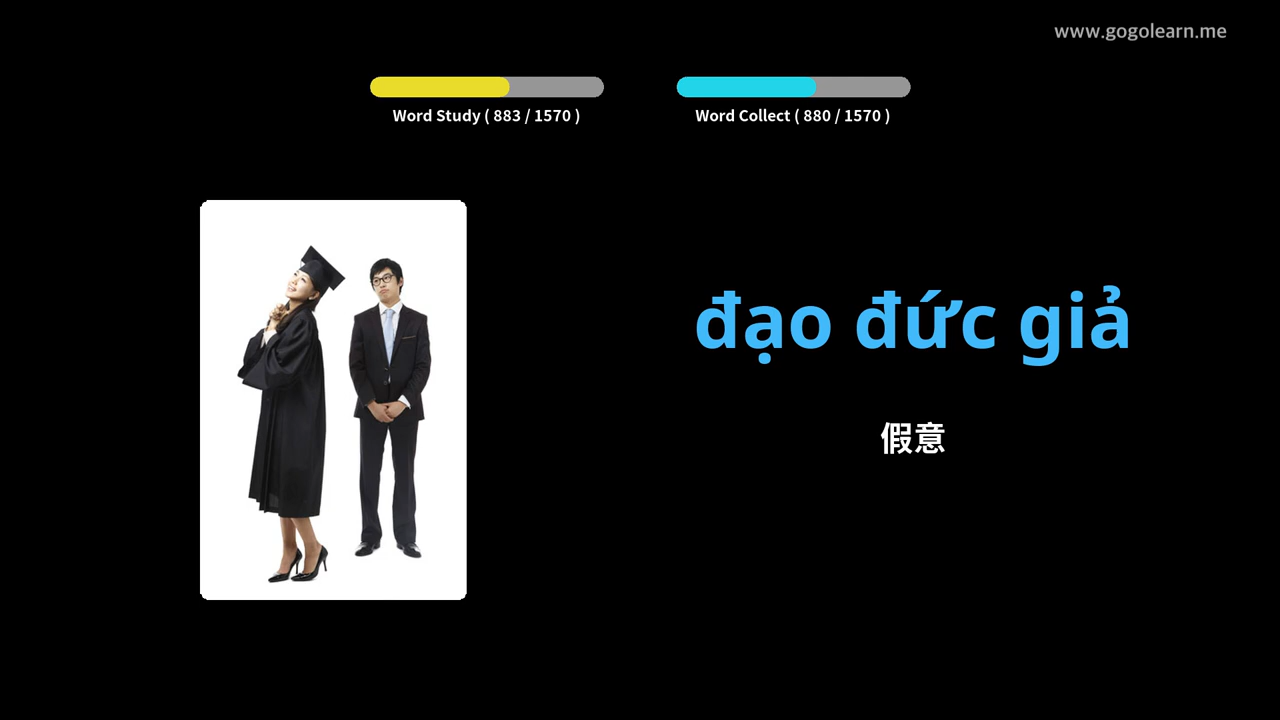 www.gogolearn.me
Word Study ( 883 / 1570 )
Word Collect ( 880 / 1570 )
đạo đức giả
假意